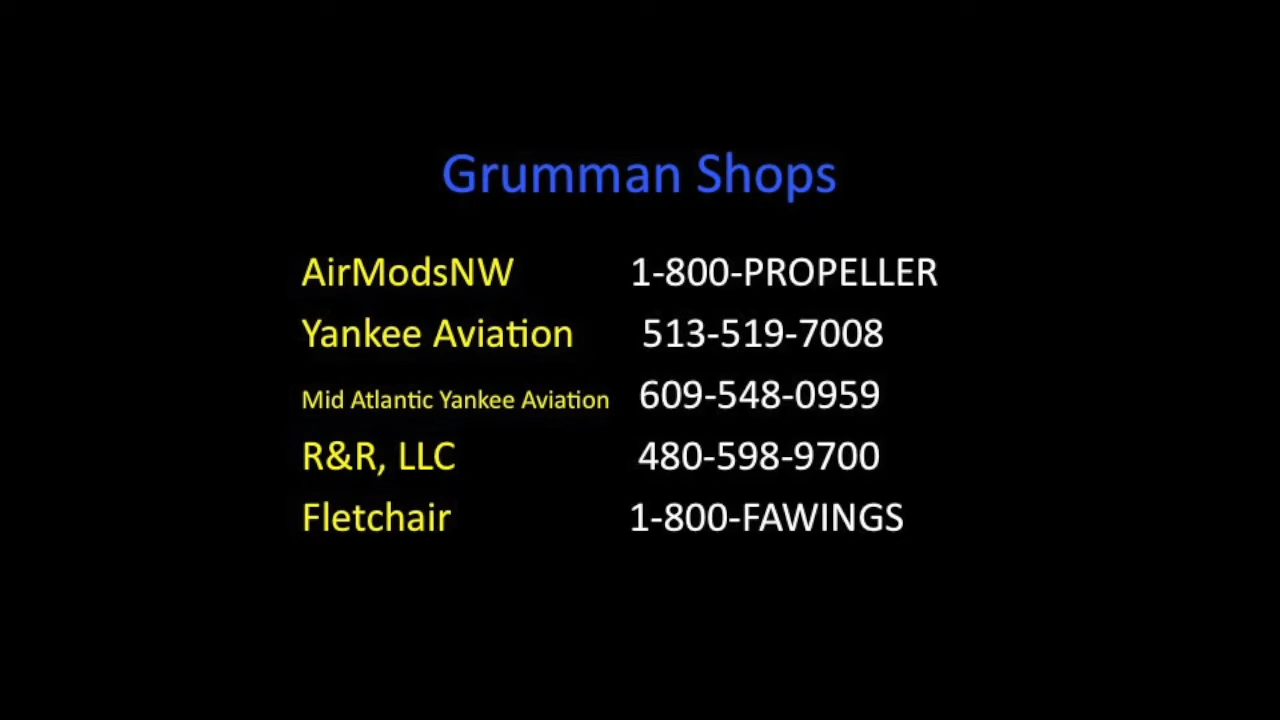 Grumman Shops
AirModsNW 1-800-PROPELLER
Yankee Aviation 513-519-7008
Mid Atlantic Yankee Aviation 609-548-0959
R&R, LLC 480-598-9700
Fletchair 1-800-FAWINGS